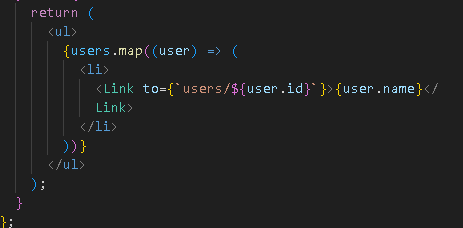 return (
<ul>
{users.map((user) => (
<li>
<Link to={`users/${user.id}`}>{user.name}</
Link>
</li>
))}
</ul>
);
}
};